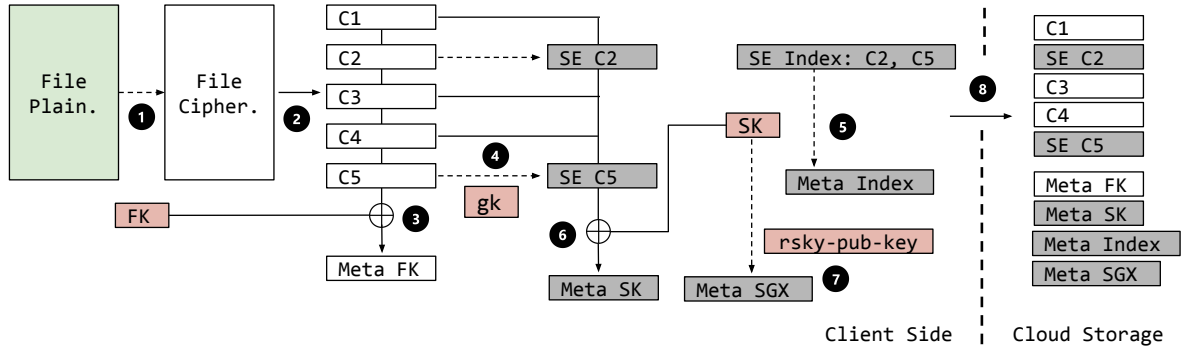 File
Plain.
1
File
Cipher.
2
C1
C2
C3
C4
C5
FK
3
Meta FK
4
gk
SE C2
SE C5
6
Meta SK
SK
SE Index: C2, C5
5
Meta Index
rsky-pub-key
7
Meta SGX
8
Client Side
C1
SE C2
C3
C4
SE C5
Meta FK
Meta SK
Meta Index
Meta SGX
Cloud Storage